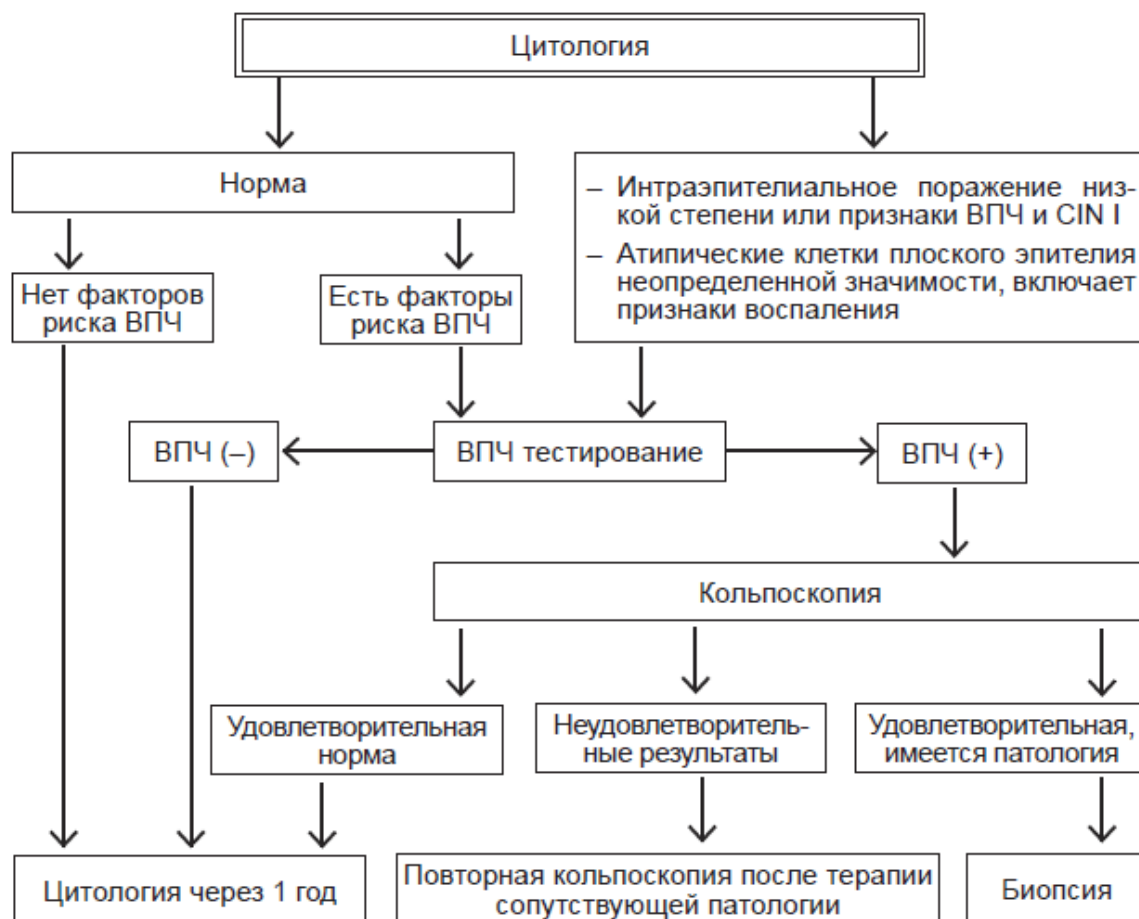 Цитология
Норма
– Интраэпителиальное поражение низ-
кой степени или признаки ВПЧ и CIN I
– Атипические клетки плоского эпителия
неопределенной значимости, включает
признаки воспаления
Нет факторов
риска ВПЧ
Есть факторы
риска ВПЧ
ВПЧ (–)
ВПЧ тестирование
ВПЧ (+)
Кольпоскопия
Удовлетворительная
норма
Неудовлетворитель-
ные результаты
Удовлетворительная,
имеется патология
Цитология через 1 год
Повторная кольпоскопия после терапии
сопутствующей патологии
Биопсия